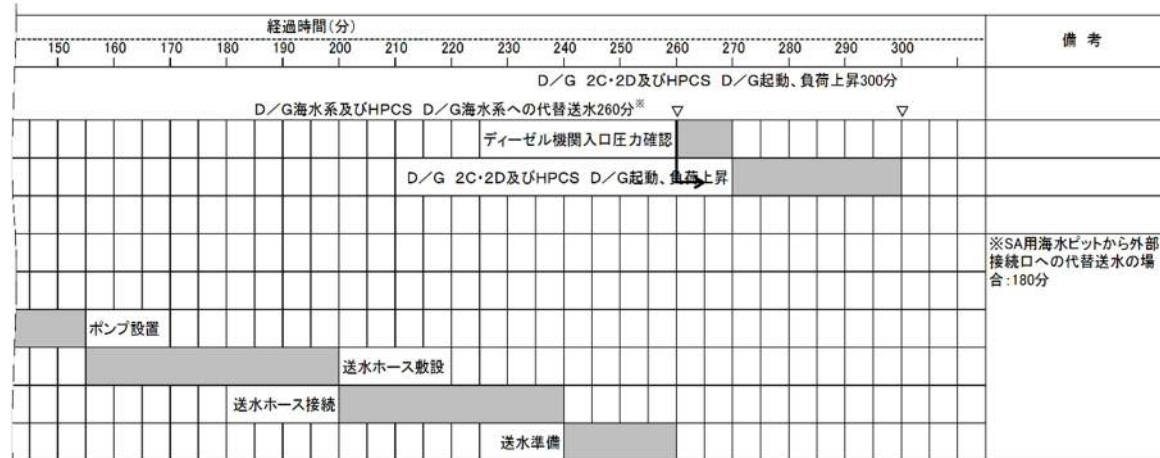 経過時間（分）
備 考
150 160 170 180 190 200 210 220 230 240 250 260 270 280 290 300
D／G 2C・2D及びHPCS D／G起動、負荷上昇300分
D／G海水系及びHPCS D／G海水系への代替送水260分※
ディーゼル機関入口圧力確認
D／G 2C・2D及びHPCS D／G起動、負荷上昇
※SA用海水ピットから外部
接続口への代替送水の場
合：180分
ポンプ設置
送水ホース敷設
送水ホース接続
送水準備